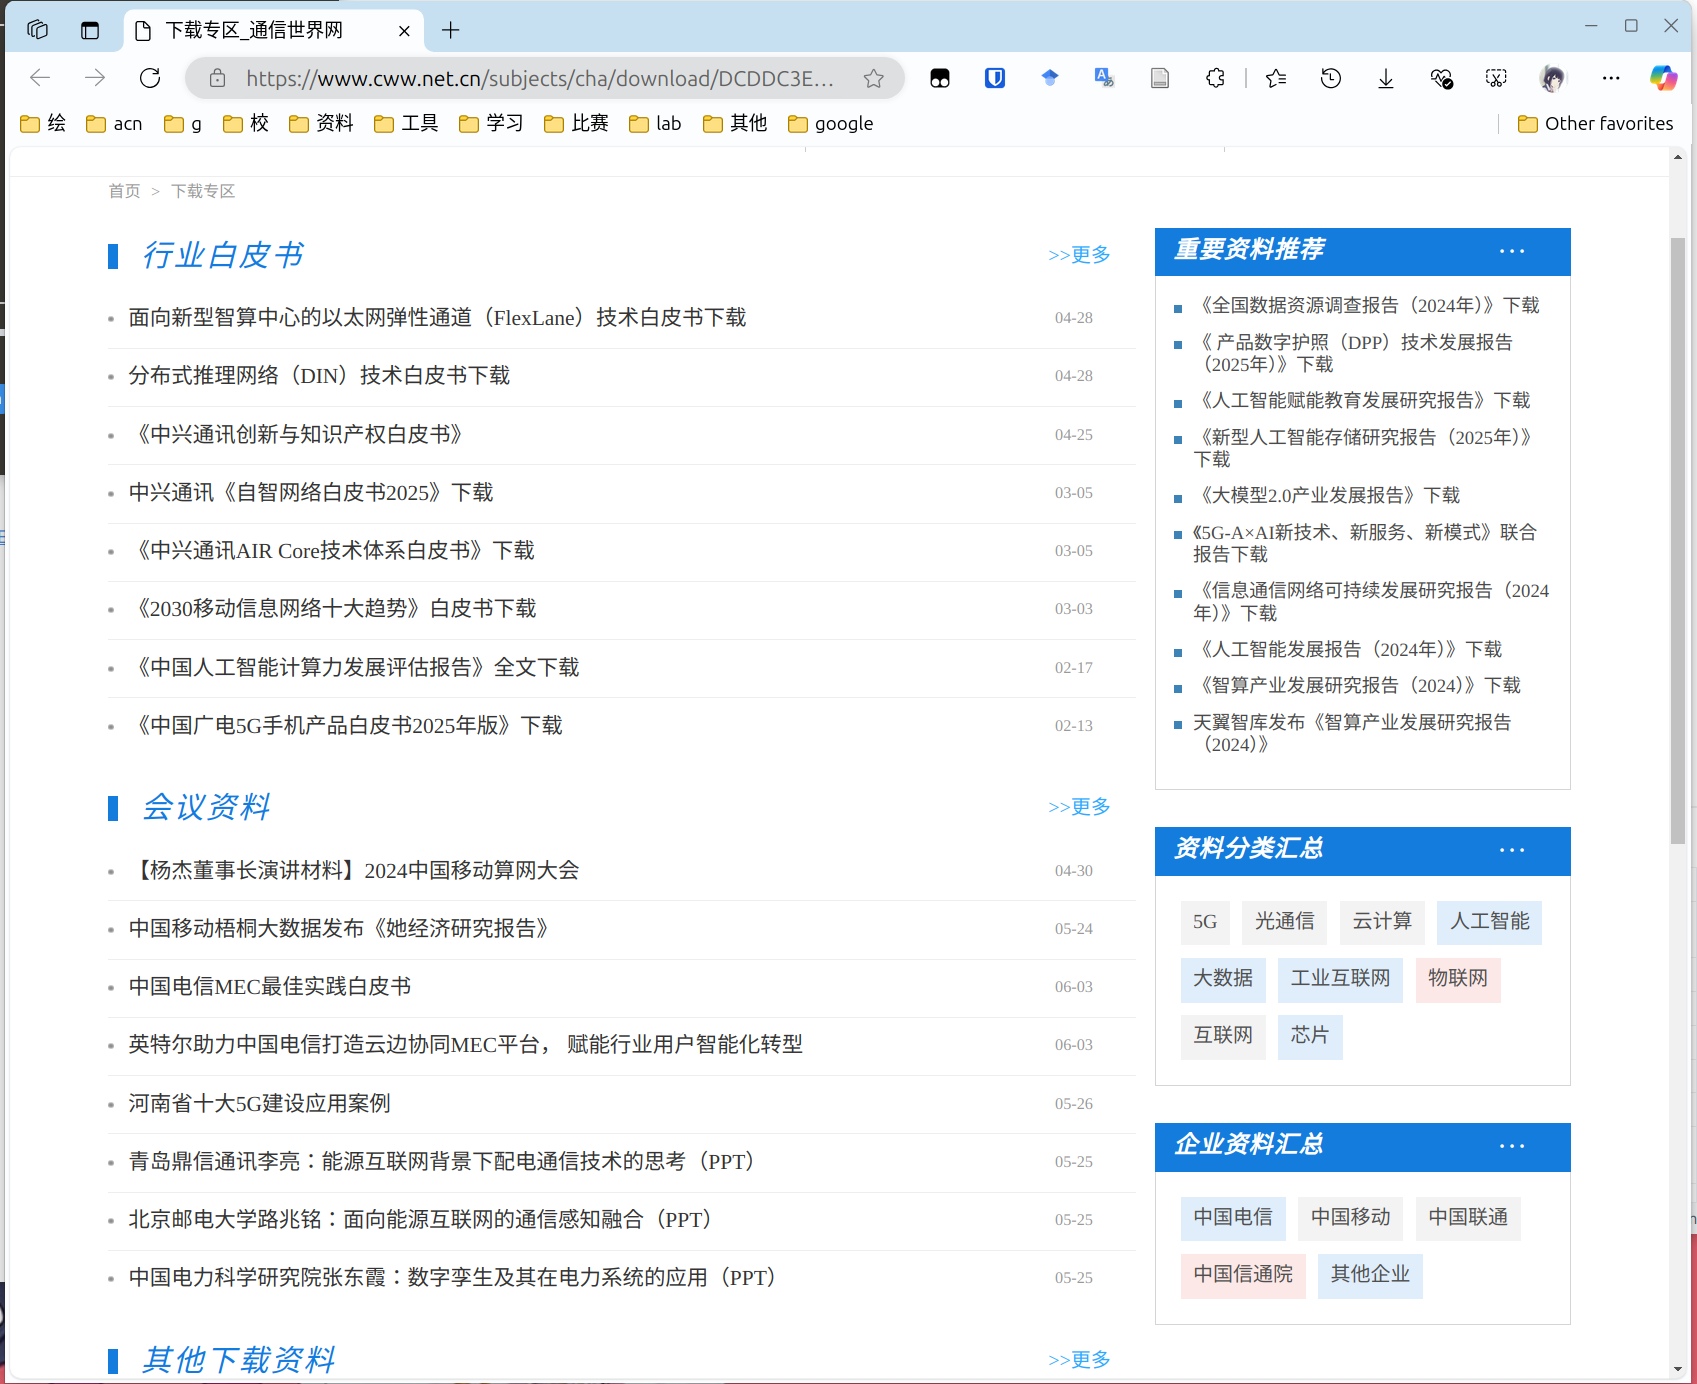 下载专区_通信世界网
https://www.cww.net.cn/subjects/cha/download/DCDDC3E...
绘 acn g 校 资料 工具 学习 比赛 lab 其他 google Other favorites
首页 > 下载专区
行业白皮书 >>更多
面向新型智算中心的以太网弹性通道（FlexLane）技术白皮书下载 04-28
分布式推理网络（DIN）技术白皮书下载 04-28
《中兴通讯创新与知识产权白皮书》 04-25
中兴通讯《自智网络白皮书2025》下载 03-05
《中兴通讯AIR Core技术体系白皮书》下载 03-05
《2030移动信息网络十大趋势》白皮书下载 03-03
《中国人工智能计算力发展评估报告》全文下载 02-17
《中国广电5G手机产品白皮书2025年版》下载 02-13
会议资料 >>更多
【杨杰董事长演讲材料】2024中国移动算网大会 04-30
中国移动梧桐大数据发布《她经济研究报告》 05-24
中国电信MEC最佳实践白皮书 06-03
英特尔助力中国电信打造云边协同MEC平台， 赋能行业用户智能化转型 06-03
河南省十大5G建设应用案例 05-26
青岛鼎信通讯李亮：能源互联网背景下配电通信技术的思考（PPT） 05-25
北京邮电大学路兆铭：面向能源互联网的通信感知融合（PPT） 05-25
中国电力科学研究院张东霞：数字孪生及其在电力系统的应用（PPT） 05-25
其他下载资料 >>更多
重要资料推荐 ...
《全国数据资源调查报告（2024年）》下载
《 产品数字护照（DPP）技术发展报告
（2025年）》下载
《人工智能赋能教育发展研究报告》下载
《新型人工智能存储研究报告（2025年）》
下载
《大模型2.0产业发展报告》下载
《5G-A×AI新技术、新服务、新模式》联合
报告下载
《信息通信网络可持续发展研究报告（2024
年）》下载
《人工智能发展报告（2024年）》下载
《智算产业发展研究报告（2024）》下载
天翼智库发布《智算产业发展研究报告
（2024）》
资料分类汇总 ...
5G 光通信 云计算 人工智能
大数据 工业互联网 物联网
互联网 芯片
企业资料汇总 ...
中国电信 中国移动 中国联通
中国信通院 其他企业